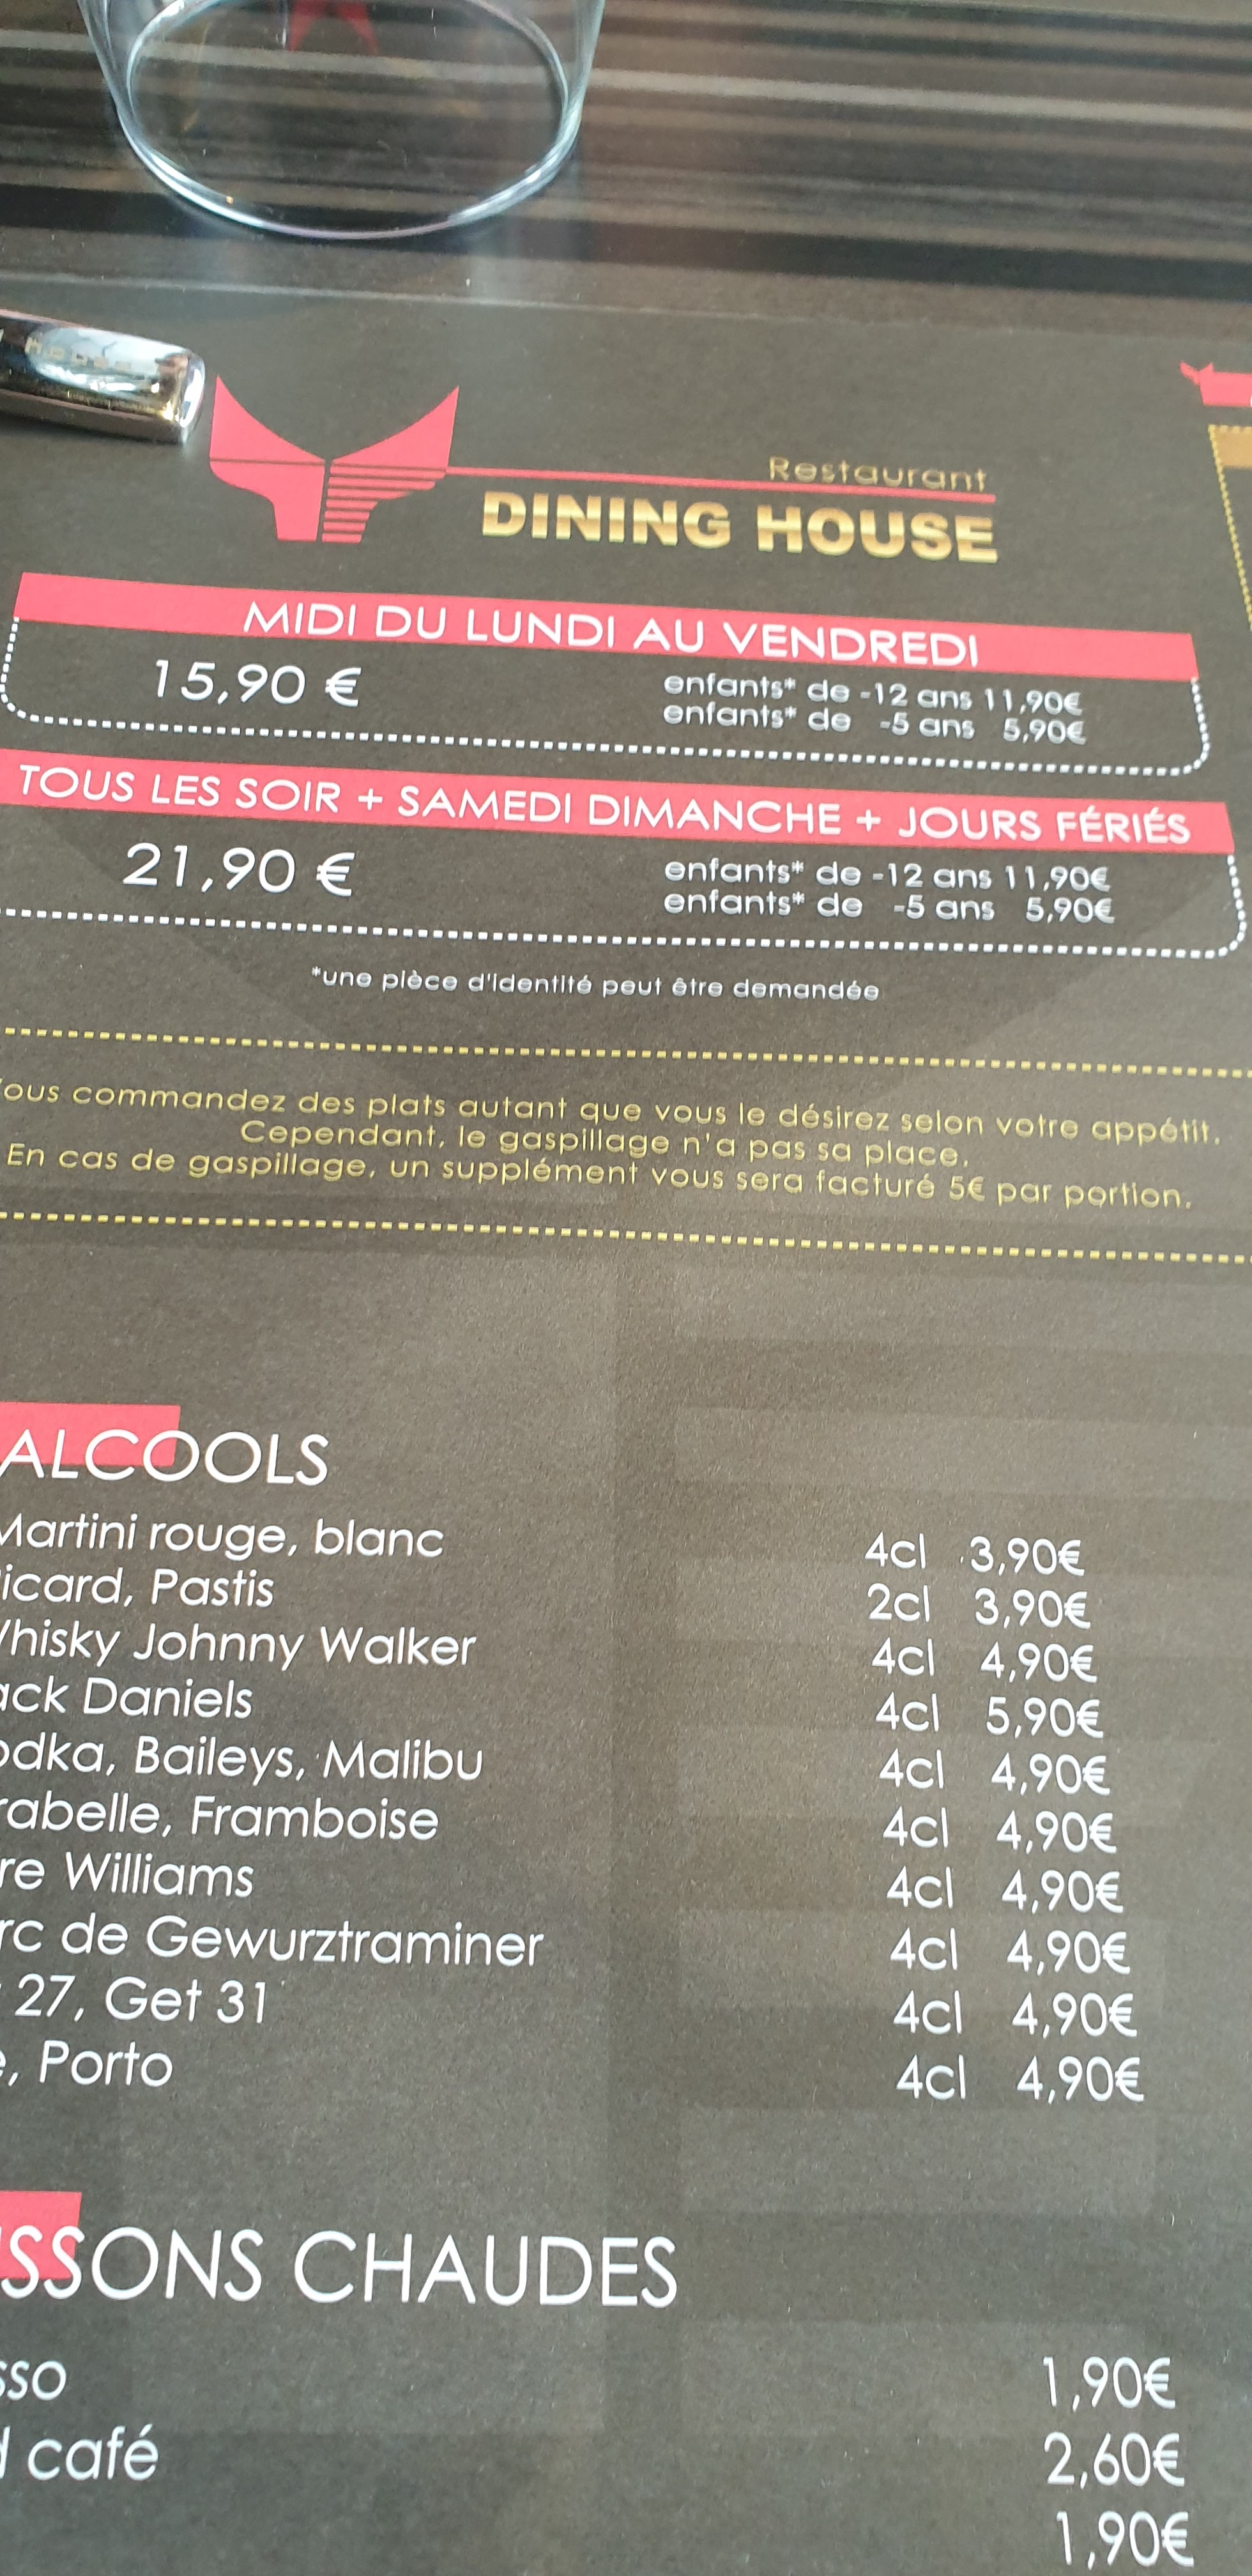 Restaurant
DINING HOUSE
MIDI DU LUNDI AU VENDREDI
15,90 €
enfants* de -12 ans 11,90€
enfants* de -5 ans 5,90€
TOUS LES SOIR + SAMEDI DIMANCHE + JOURS FÉRIÉS
21,90 €
enfants* de -12 ans 11,90€
enfants* de -5 ans 5,90€
*une pièce d'identité peut être demandée
ous commandez des plats autant que vous le désirez selon votre appétit.
Cependant, le gaspillage n'a pas sa place.
En cas de gaspillage, un supplément vous sera facturé 5€ par portion.
ALCOOLS
Martini rouge, blanc 4cl 3,90€
icard, Pastis 2cl 3,90€
hisky Johnny Walker 4cl 4,90€
ack Daniels 4cl 5,90€
odka, Baileys, Malibu 4cl 4,90€
rabelle, Framboise 4cl 4,90€
re Williams 4cl 4,90€
rc de Gewurztraminer 4cl 4,90€
27, Get 31 4cl 4,90€
, Porto 4cl 4,90€
SSONS CHAUDES
sso 1,90€
café 2,60€
1,90€